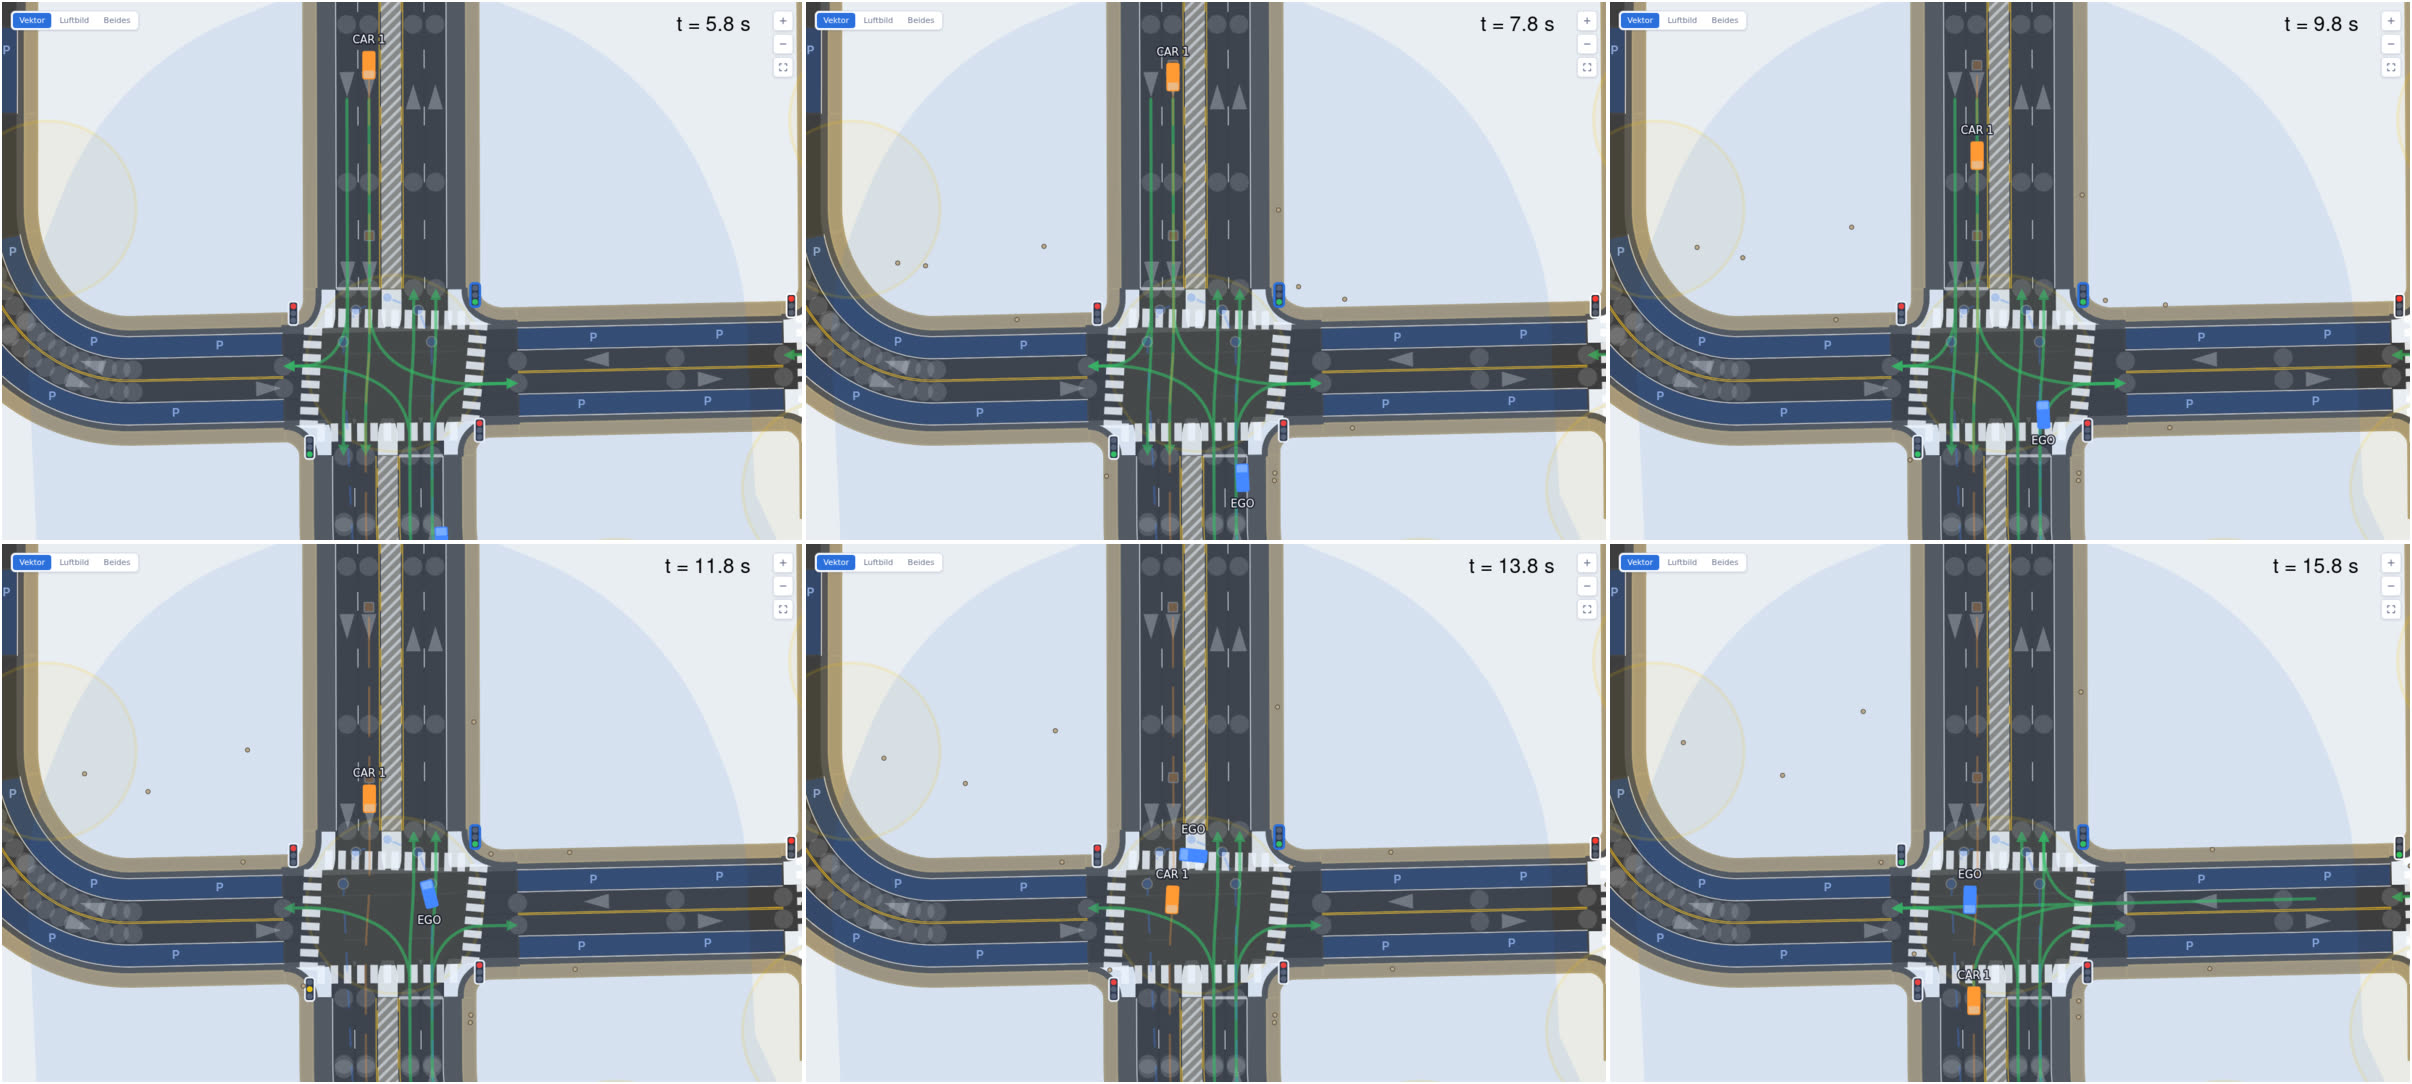 Vektor Luftbild Beides
t = 5.8 s
+
−
CAR 1
P
P
P
P
P
P
P
P
P
EGO
Vektor Luftbild Beides
t = 7.8 s
+
−
CAR 1
P
P
P
P
P
P
P
P
P
EGO
Vektor Luftbild Beides
t = 9.8 s
+
−
CAR 1
P
P
P
P
P
P
P
P
P
EGO
Vektor Luftbild Beides
t = 11.8 s
+
−
P
CAR 1
P
P
P
P
P
EGO
P
P
P
Vektor Luftbild Beides
t = 13.8 s
+
−
P
EGO
CAR 1
P
P
P
P
P
P
P
P
Vektor Luftbild Beides
t = 15.8 s
+
−
P
EGO
P
P
P
P
P
P
P
P
CAR 1